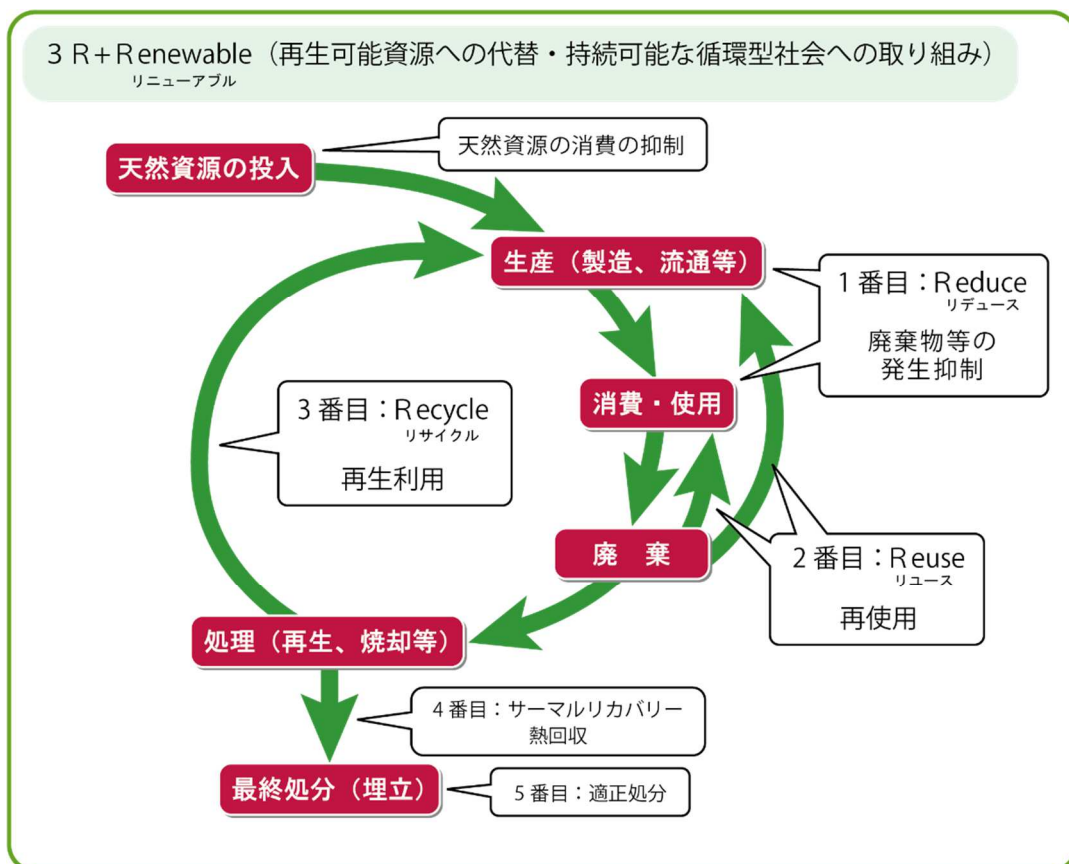 3 R+Renewable（再生可能資源への代替・持続可能な循環型社会への取り組み）
リニューアブル
天然資源の消費の抑制
天然資源の投入
生産（製造、流通等）
1 番目：Reduce
リデュース
廃棄物等の
発生抑制
消費・使用
3 番目：Recycle
リサイクル
再生利用
廃　棄
2 番目：Reuse
リユース
再使用
処理（再生、焼却等）
4 番目：サーマルリカバリー
熱回収
最終処分（埋立）
5 番目：適正処分